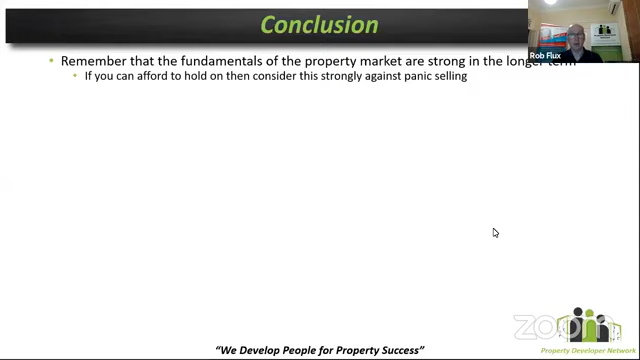 Conclusion
Rob Flux
• Remember that the fundamentals of the property market are strong in the longer term
• If you can afford to hold on then consider this strongly against panic selling
zoom
Property Developer Network
“We Develop People for Property Success”